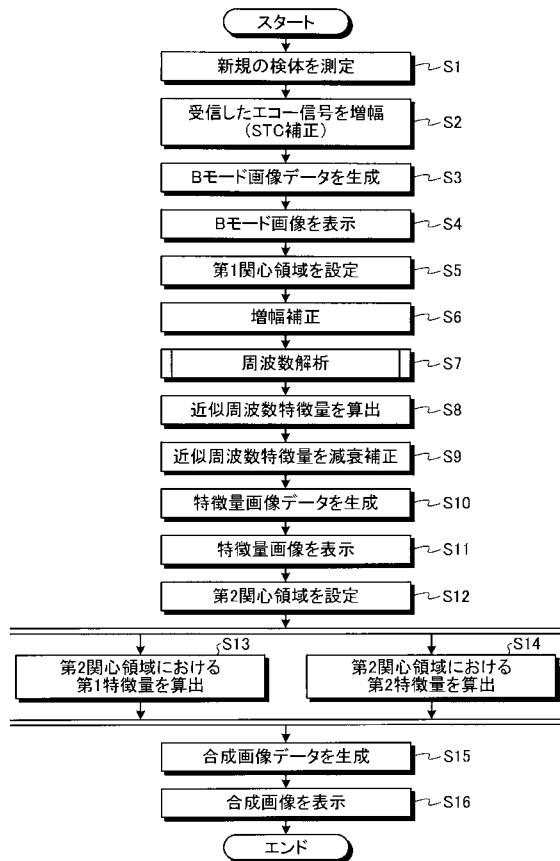 スタート
新規の検体を測定 S1
受信したエコー信号を増幅
(STC補正) S2
Bモード画像データを生成 S3
Bモード画像を表示 S4
第1関心領域を設定 S5
増幅補正 S6
周波数解析 S7
近似周波数特徴量を算出 S8
近似周波数特徴量を減衰補正 S9
特徴量画像データを生成 S10
特徴量画像を表示 S11
第2関心領域を設定 S12
S13
第2関心領域における
第1特徴量を算出
S14
第2関心領域における
第2特徴量を算出
合成画像データを生成 S15
合成画像を表示 S16
エンド